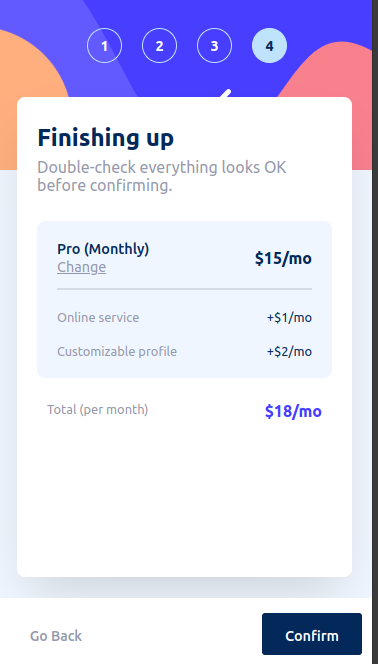 1 2 3 4
Finishing up
Double-check everything looks OK
before confirming.
Pro (Monthly) $15/mo
Change
Online service +$1/mo
Customizable profile +$2/mo
Total (per month) $18/mo
Go Back Confirm